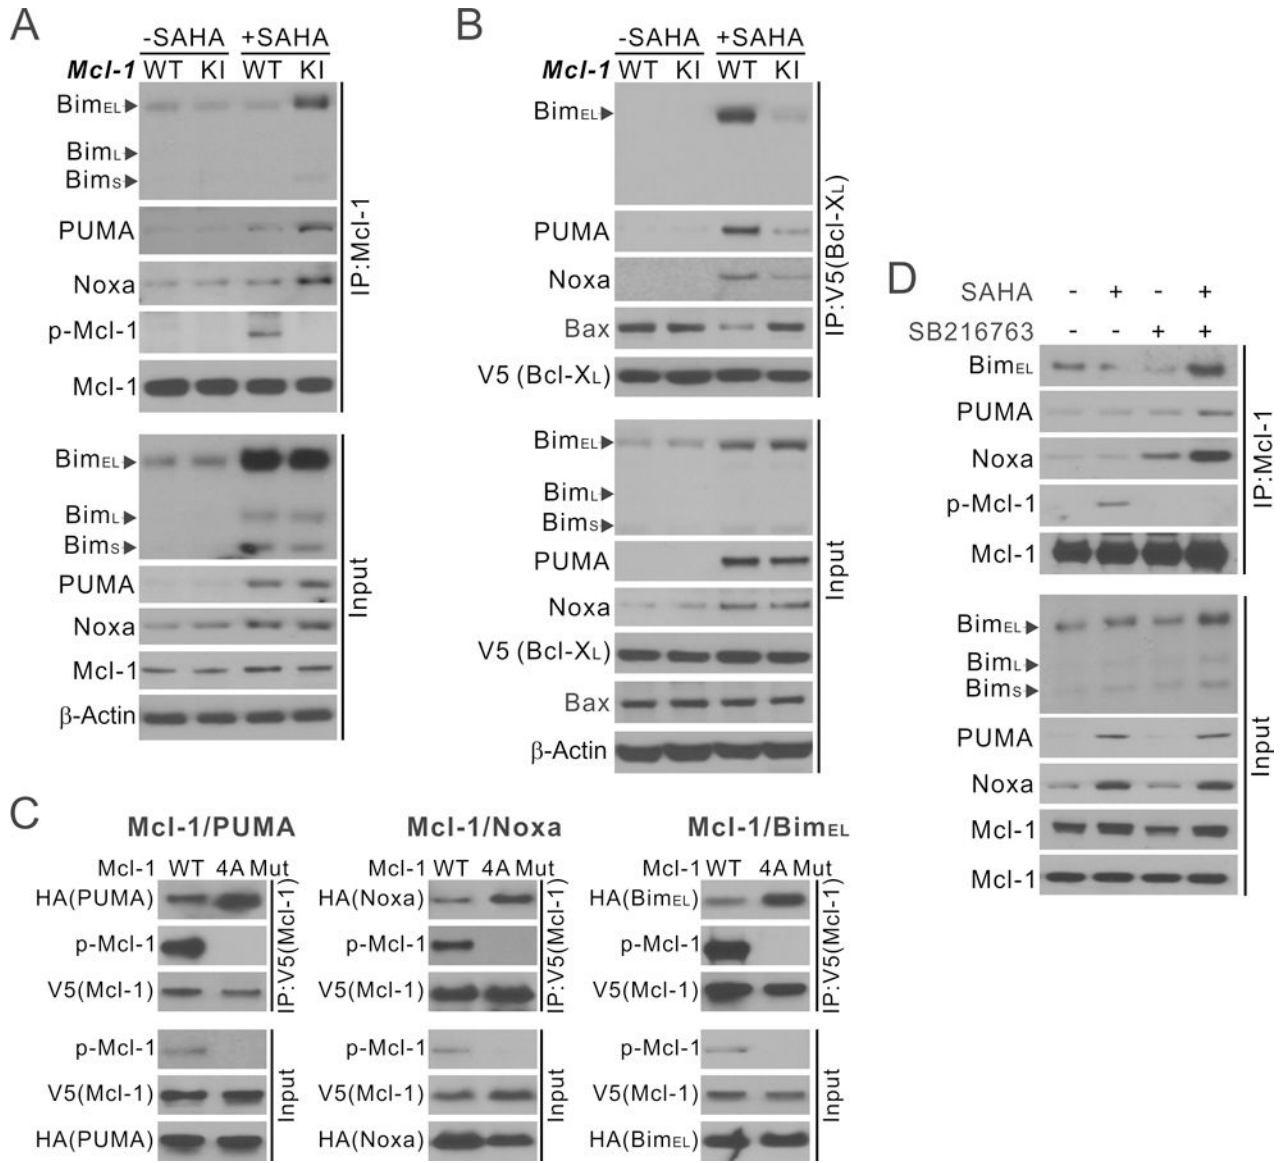 A
-SAHA +SAHA
Mcl-1 WT KI WT KI
BimEL
BimL
BimS
PUMA
Noxa
p-Mcl-1
Mcl-1
IP:Mcl-1
BimEL
BimL
BimS
PUMA
Noxa
Mcl-1
β-Actin
Input
B
-SAHA +SAHA
Mcl-1 WT KI WT KI
BimEL
PUMA
Noxa
Bax
V5 (Bcl-XL)
IP:V5(Bcl-XL)
BimEL
BimL
BimS
PUMA
Noxa
V5 (Bcl-XL)
Bax
β-Actin
Input
C
Mcl-1/PUMA
Mcl-1 WT 4A Mut
HA(PUMA)
p-Mcl-1
V5(Mcl-1)
IP:V5(Mcl-1)
p-Mcl-1
V5(Mcl-1)
HA(PUMA)
Input
Mcl-1/Noxa
Mcl-1 WT 4A Mut
HA(Noxa)
p-Mcl-1
V5(Mcl-1)
IP:V5(Mcl-1)
p-Mcl-1
V5(Mcl-1)
HA(Noxa)
Input
Mcl-1/BimEL
Mcl-1 WT 4A Mut
HA(BimEL)
p-Mcl-1
V5(Mcl-1)
IP:V5(Mcl-1)
p-Mcl-1
V5(Mcl-1)
HA(BimEL)
Input
D
SAHA - + - +
SB216763 - - + +
BimEL
PUMA
Noxa
p-Mcl-1
Mcl-1
IP:Mcl-1
BimEL
BimL
BimS
PUMA
Noxa
Mcl-1
Mcl-1
Input